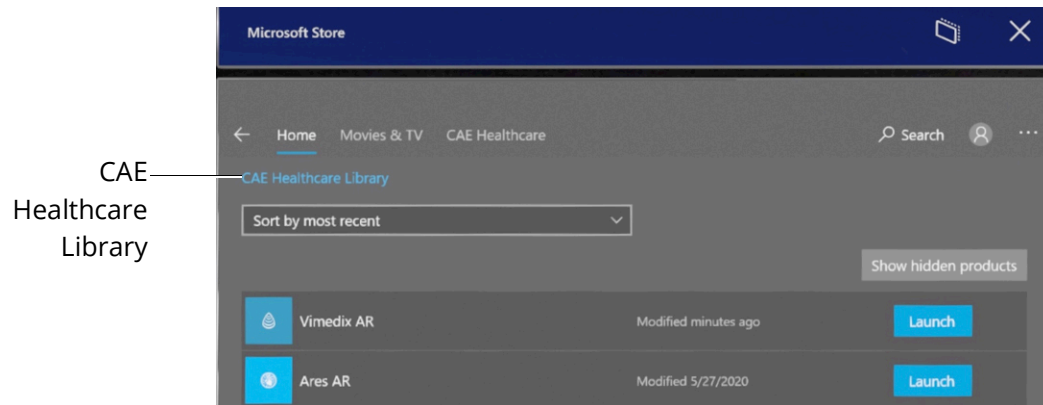 Microsoft Store
Home Movies & TV CAE Healthcare Search
CAE
Healthcare
Library
CAE Healthcare Library
Sort by most recent
Show hidden products
Vimedix AR Modified minutes ago Launch
Ares AR Modified 5/27/2020 Launch